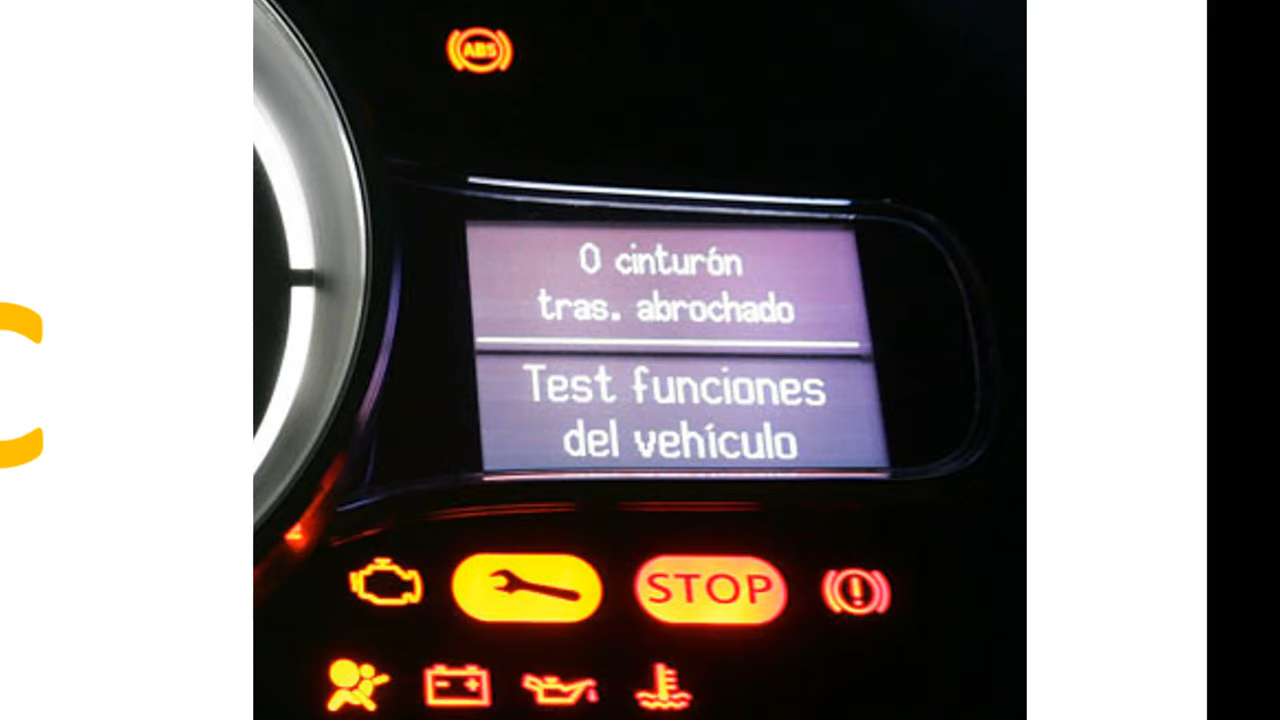 ABS
0 cinturón
tras. abrochado
Test funciones
del vehículo
STOP